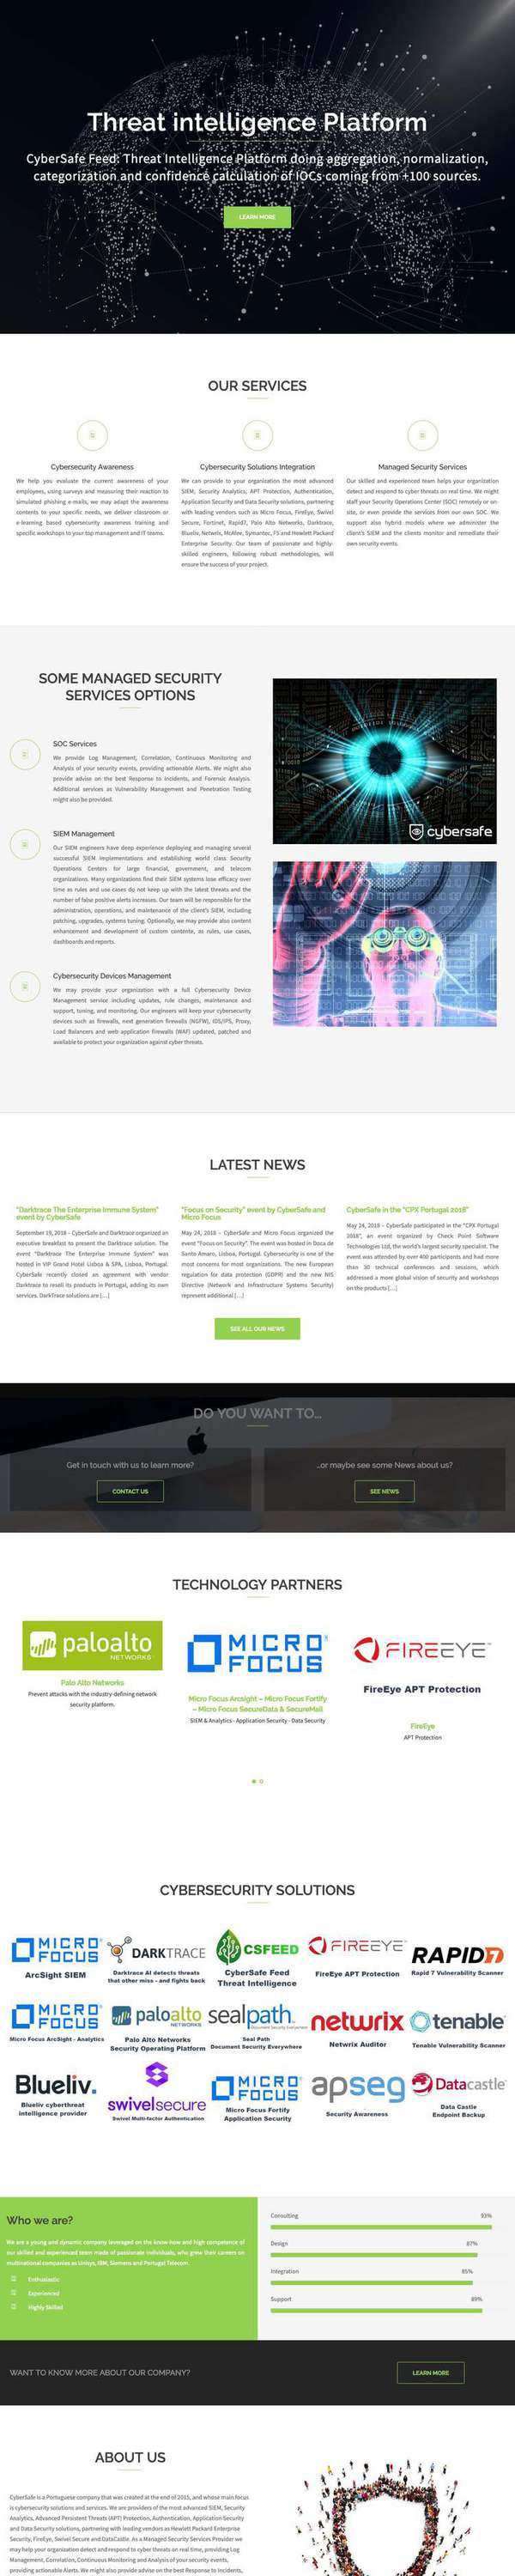 Threat intelligence Platform
CyberSafe Feed: Threat Intelligence Platform doing aggregation, normalization,
categorization and confidence calculation of IOCs coming from +100 sources.
LEARN MORE
OUR SERVICES
Cybersecurity Awareness
We help you evaluate the current awareness of your
employees, using surveys and measuring their reaction to
simulated phishing e-mails, we may adapt the awareness
contents to your specific needs, we deliver classroom or
e-learning based cybersecurity awareness training and
specific workshops to your top management and IT teams.
Cybersecurity Solutions Integration
We can provide to your organization the most advanced
SIEM, Security Analytics, APT Protection, Authentication,
Application Security and Data Security solutions, partnering
with leading vendors such as Micro Focus, FireEye, Swivel
Secure, Fortinet, Rapid7, Palo Alto Networks, Darktrace,
Blueliv, Netwrix, McAfee, Symantec, F5 and Hewlett Packard
Enterprise Security. Our team of passionate and highly-
skilled engineers, following robust methodologies, will
ensure the success of your project.
Managed Security Services
Our skilled and experienced team helps your organization
detect and respond to cyber threats on real time. We might
staff your Security Operations Center (SOC) remotely or on-
site, or even provide the services from our own SOC. We
support also hybrid models where we administer the
client's SIEM and the clients monitor and remediate their
own security events.
SOME MANAGED SECURITY
SERVICES OPTIONS
SOC Services
We provide Log Management, Correlation, Continuous Monitoring and
Analysis of your security events, providing actionable Alerts. We might also
provide advise on the best Response to Incidents, and Forensic Analysis.
Additional services as Vulnerability Management and Penetration Testing
might also be provided.
SIEM Management
Our SIEM engineers have deep experience deploying and managing several
successful SIEM implementations and establishing world class Security
Operations Centers for large financial, government, and telecom
organizations. Many organizations find their SIEM systems lose efficacy over
time as rules and use cases do not keep up with the latest threats and the
number of false positive alerts increases. Our team will be responsible for the
administration, operations, and maintenance of the client's SIEM, including
patching, upgrades, systems tuning. Optionally, we may provide also content
enhancement and development of custom contents, as rules, use cases,
dashboards and reports.
Cybersecurity Devices Management
We may provide your organization with a full Cybersecurity Device
Management service including updates, rule changes, maintenance and
support, tuning, and monitoring. Our engineers will keep your cybersecurity
devices such as firewalls, next generation firewalls (NGFW), IDS/IPS, Proxy,
Load Balancers and web application firewalls (WAF) updated, patched and
available to protect your organization against cyber threats.
cybersafe
LATEST NEWS
"Darktrace The Enterprise Immune System"
event by CyberSafe
September 19, 2018 – CyberSafe and Darktrace organized an
executive breakfast to present the Darktrace solution. The
event "Darktrace The Enterprise Immune System" was
hosted in VIP Grand Hotel Lisboa & SPA, Lisboa, Portugal.
CyberSafe recently closed an agreement with vendor
Darktrace to resell its products in Portugal, adding its own
services. DarkTrace solutions are [...]
"Focus on Security" event by CyberSafe and
Micro Focus
May 24, 2018 – CyberSafe and Micro Focus organized the
event "Focus on Security". The event was hosted in Doca de
Santo Amaro, Lisboa, Portugal. Cybersecurity is one of the
most concerns for most organizations. The new European
regulation for data protection (GDPR) and the new NIS
Directive (Network and Infrastructure Systems Security)
represent additional [...]
CyberSafe in the "CPX Portugal 2018"
May 24, 2018 – CyberSafe participated in the "CPX Portugal
2018", an event organized by Check Point Software
Technologies Ltd, the world's largest security specialist. The
event was attended by over 400 participants and had more
than 30 technical conferences and sessions, which
addressed a more global vision of security and workshops
on the products [...]
SEE ALL OUR NEWS
DO YOU WANT TO...
Get in touch with us to learn more?
CONTACT US
...or maybe see some News about us?
SEE NEWS
TECHNOLOGY PARTNERS
paloalto
NETWORKS
Palo Alto Networks
Prevent attacks with the industry-defining network
security platform.
MICRO
FOCUS
Micro Focus Arcsight – Micro Focus Fortify
– Micro Focus SecureData & SecureMail
SIEM & Analytics - Application Security - Data Security
FIREEYE
FireEye APT Protection
FireEye
APT Protection
CYBERSECURITY SOLUTIONS
MICRO
FOCUS
ArcSight SIEM
DARKTRACE
Darktrace AI detects threats
that other miss - and fights back
CSFEED
CyberSafe Feed
Threat Intelligence
FIREEYE
FireEye APT Protection
RAPID7
Rapid 7 Vulnerability Scanner
MICRO
FOCUS
Micro Focus ArcSight - Analytics
paloalto
NETWORKS
Palo Alto Networks
Security Operating Platform
sealpath
Document Security Everywhere
Seal Path
Document Security Everywhere
netwrix
Netwrix Auditor
tenable
Tenable Vulnerability Scanner
Blueliv.
Blueliv cyberthreat
intelligence provider
swivelsecure
Swivel Multi-factor Authentication
MICRO
FOCUS
Micro Focus Fortify
Application Security
apseg
Security Awareness
Datacastle
Data Castle
Endpoint Backup
Who we are?
We are a young and dynamic company leveraged on the know how and high competence of
our skilled and experienced team made of passionate individuals, who grew their careers on
multinational companies as Unisys, IBM, Siemens and Portugal Telecom.
Enthusiastic
Experienced
Highly Skilled
Consulting 93%
Design 87%
Integration 85%
Support 89%
WANT TO KNOW MORE ABOUT OUR COMPANY?
LEARN MORE
ABOUT US
CyberSafe is a Portuguese company that was created at the end of 2015, and whose main focus
is cybersecurity solutions and services. We are providers of the most advanced SIEM, Security
Analytics, Advanced Persistent Threats (APT) Protection, Authentication, Application Security
and Data Security solutions, partnering with leading vendors as Hewlett Packard Enterprise
Security, FireEye, Swivel Secure and DataCastle. As a Managed Security Services Provider we
may help your organization detect and respond to cyber threats on real time, providing Log
Management, Correlation, Continuous Monitoring and Analysis of your security events,
providing actionable Alerts. We might also provide advise on the best Response to Incidents,